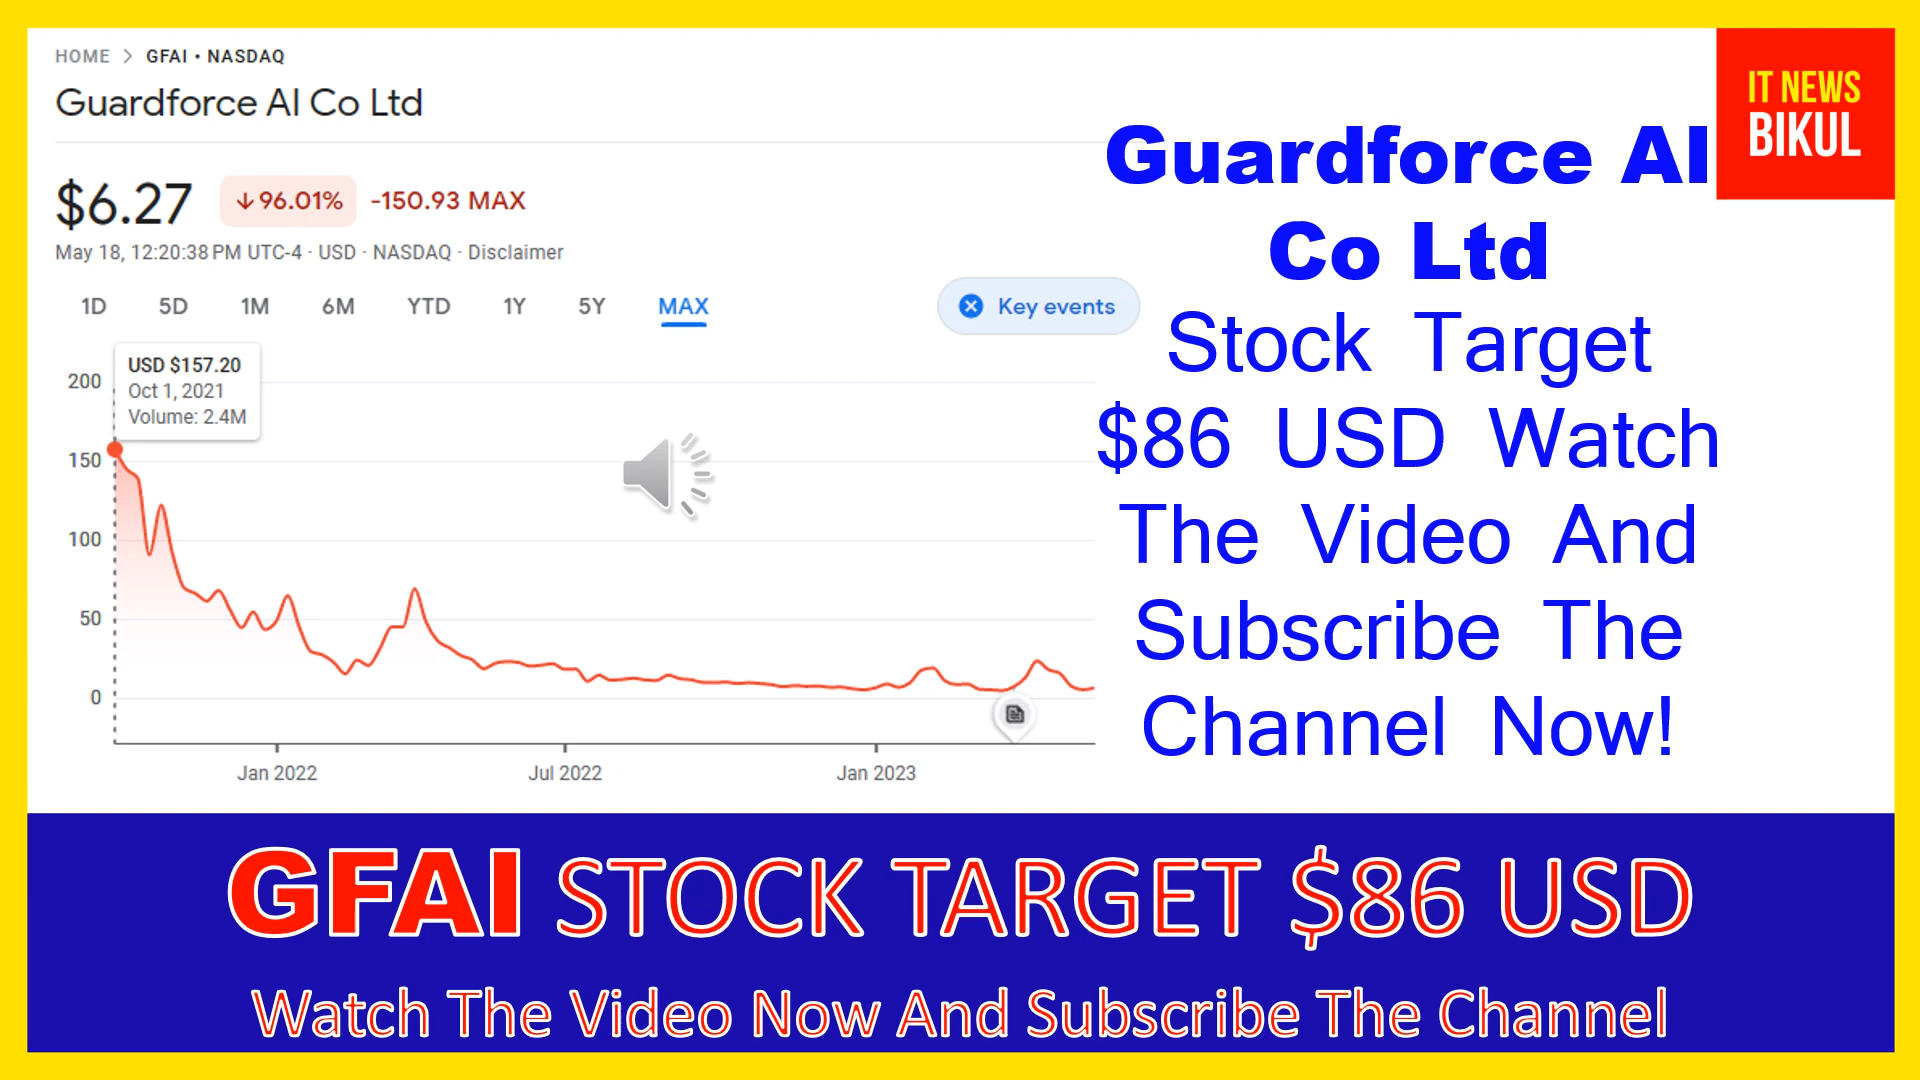 HOME > GFAI • NASDAQ
Guardforce AI Co Ltd
$6.27 ↓96.01% -150.93 MAX
May 18, 12:20:38 PM UTC-4 · USD · NASDAQ · Disclaimer
1D 5D 1M 6M YTD 1Y 5Y MAX
Key events
USD $157.20
Oct 1, 2021
Volume: 2.4M
200
150
100
50
0
Jan 2022 Jul 2022 Jan 2023
IT NEWS
BIKUL
Guardforce AI
Co Ltd
Stock Target
$86 USD Watch
The Video And
Subscribe The
Channel Now!
GFAI STOCK TARGET $86 USD
Watch The Video Now And Subscribe The Channel